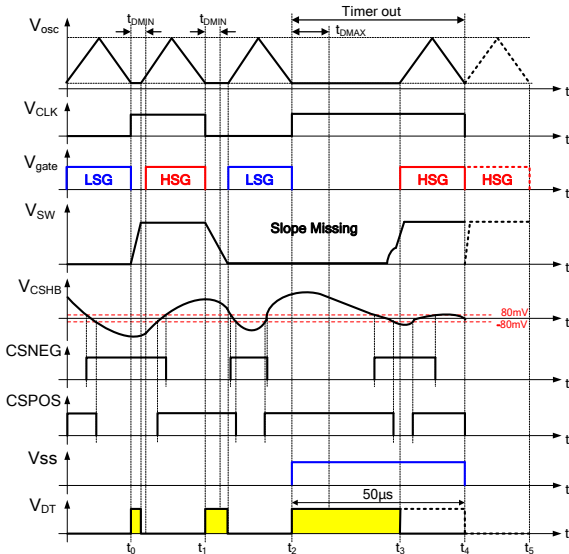 Timer out
Vosc
tDMIN
tDMIN
tDMAX
t
VCLK
t
Vgate
LSG
HSG
LSG
HSG
HSG
t
VSW
Slope Missing
t
VCSHB
80mV
-80mV
t
CSNEG
t
CSPOS
t
VSS
t
50µs
VDT
t
t0
t1
t2
t3
t4
t5